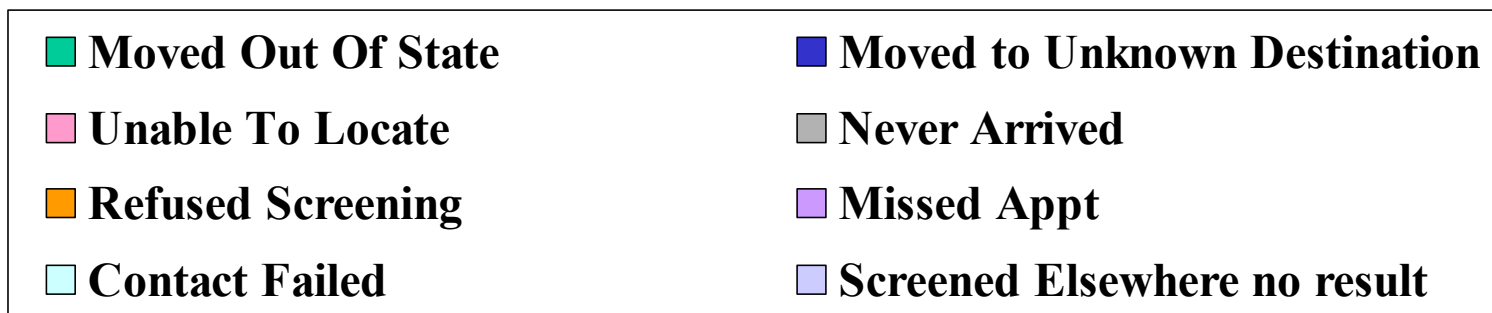 Moved Out Of State
Moved to Unknown Destination
Unable To Locate
Never Arrived
Refused Screening
Missed Appt
Contact Failed
Screened Elsewhere no result